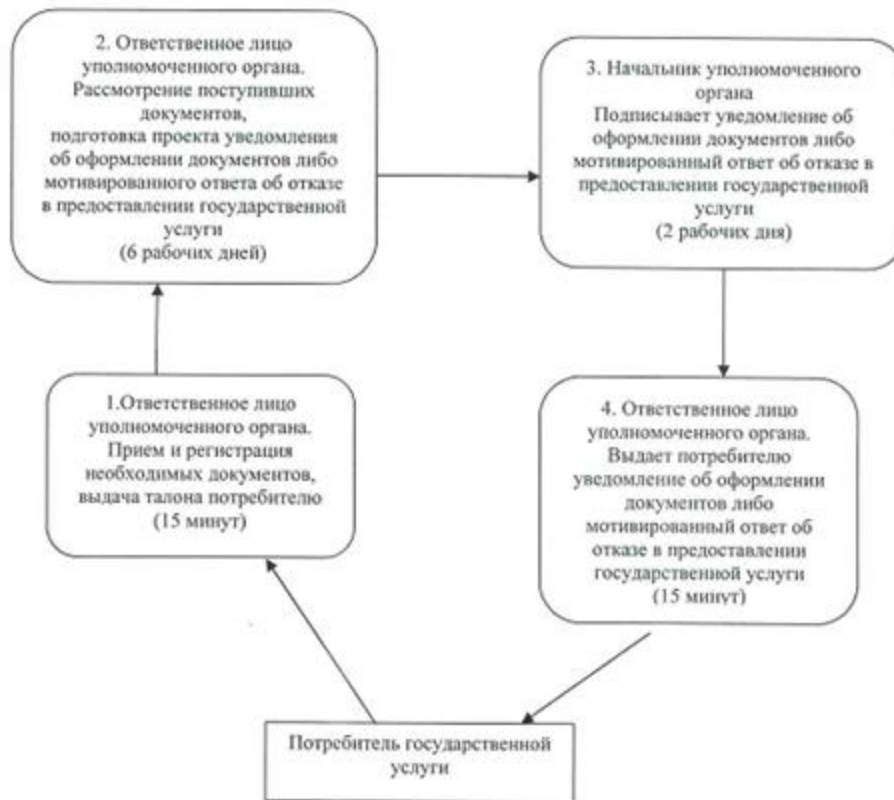 2. Ответственное лицо
уполномоченного органа.
Рассмотрение поступивших
документов,
подготовка проекта уведомления
об оформлении документов либо
мотивированного ответа об отказе
в предоставлении государственной
услуги
(6 рабочих дней)
3. Начальник уполномоченного
органа
Подписывает уведомление об
оформлении документов либо
мотивированный ответ об отказе в
предоставлении государственной
услуги
(2 рабочих дня)
1.Ответственное лицо
уполномоченного органа.
Прием и регистрация
необходимых документов,
выдача талона потребителю
(15 минут)
4. Ответственное лицо
уполномоченного органа.
Выдает потребителю
уведомление об оформлении
документов либо
мотивированный ответ об
отказе в предоставлении
государственной услуги
(15 минут)
Потребитель государственной
услуги